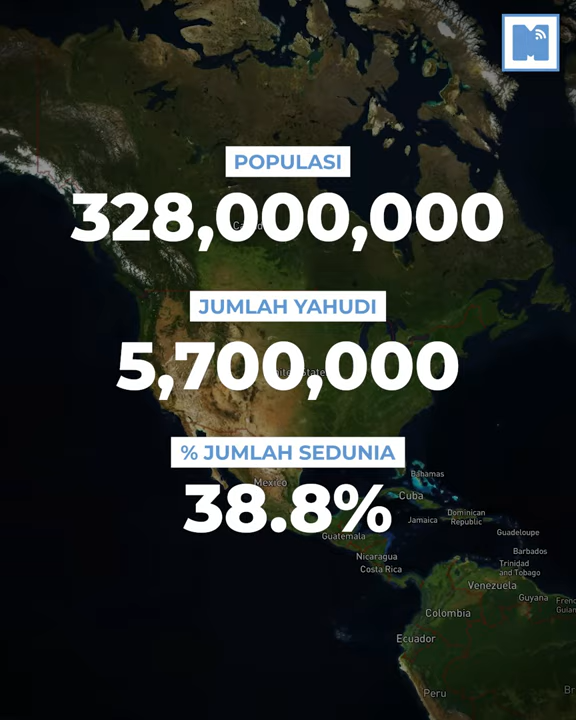 POPULASI
328,000,000
JUMLAH YAHUDI
5,700,000
% JUMLAH SEDUNIA
38.8%
Mexico
Bahamas
Cuba
Jamaica
Dominican
Republic
Guadeloupe
Guatemala
Barbados
Nicaragua
Trinidad
and Tobago
Costa Rica
Venezuela
Guyana
Colombia
Ecuador
Peru